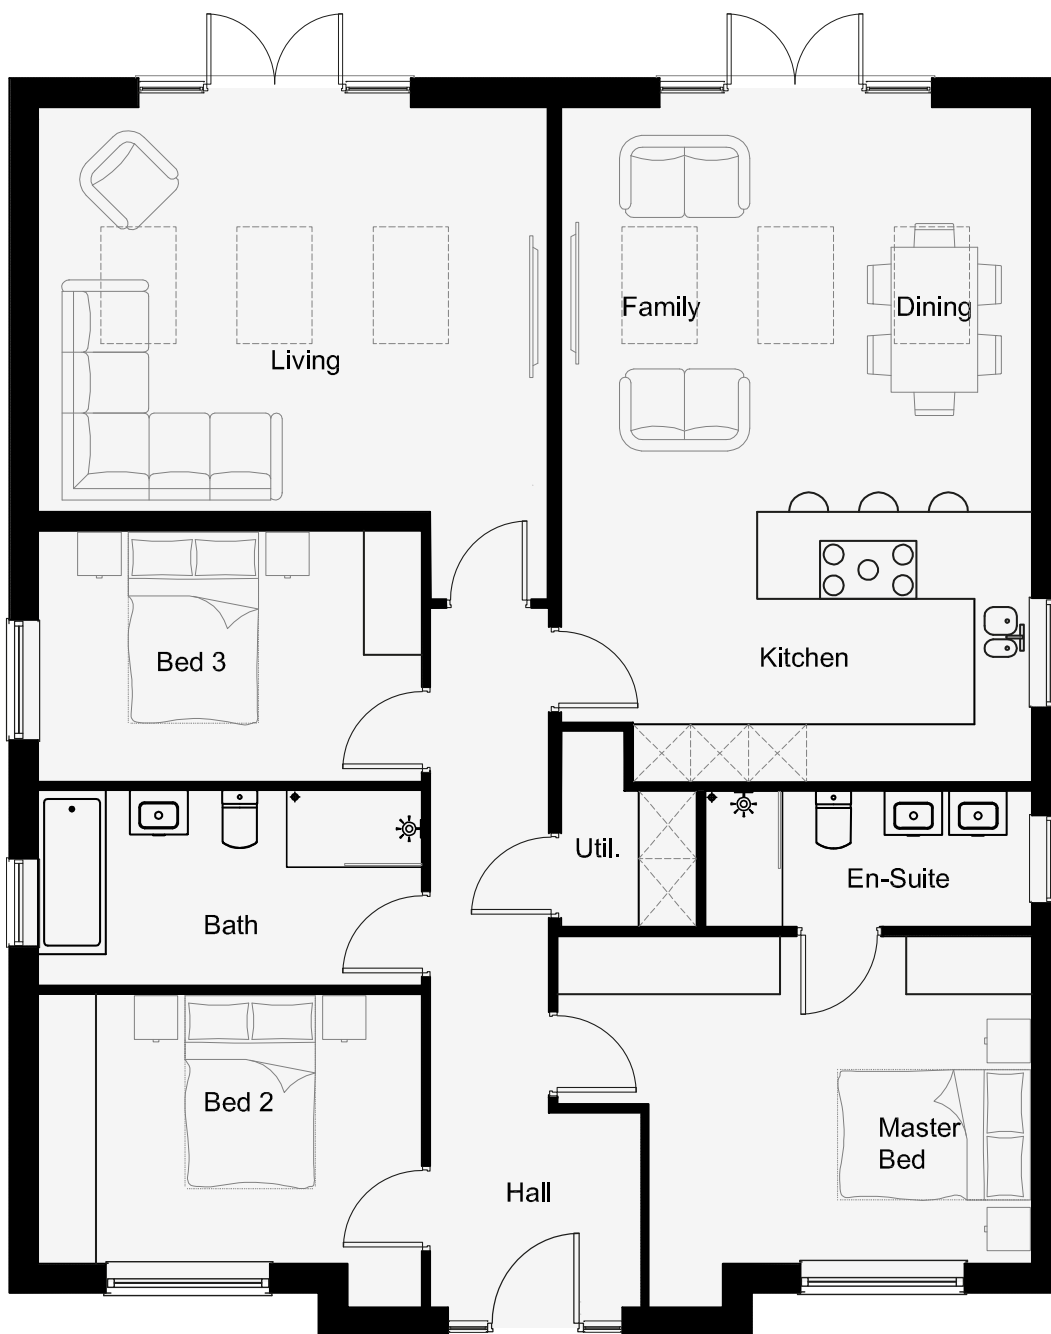 Family
Dining
Living
Kitchen
Bed 3
Util.
En-Suite
Bath
Bed 2
Master
Bed
Hall